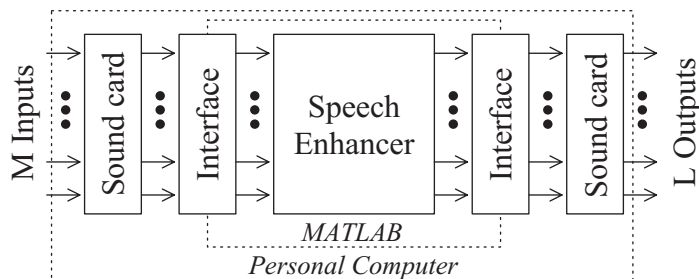 M Inputs
Sound card
Interface
Speech
Enhancer
Interface
Sound card
L Outputs
MATLAB
Personal Computer